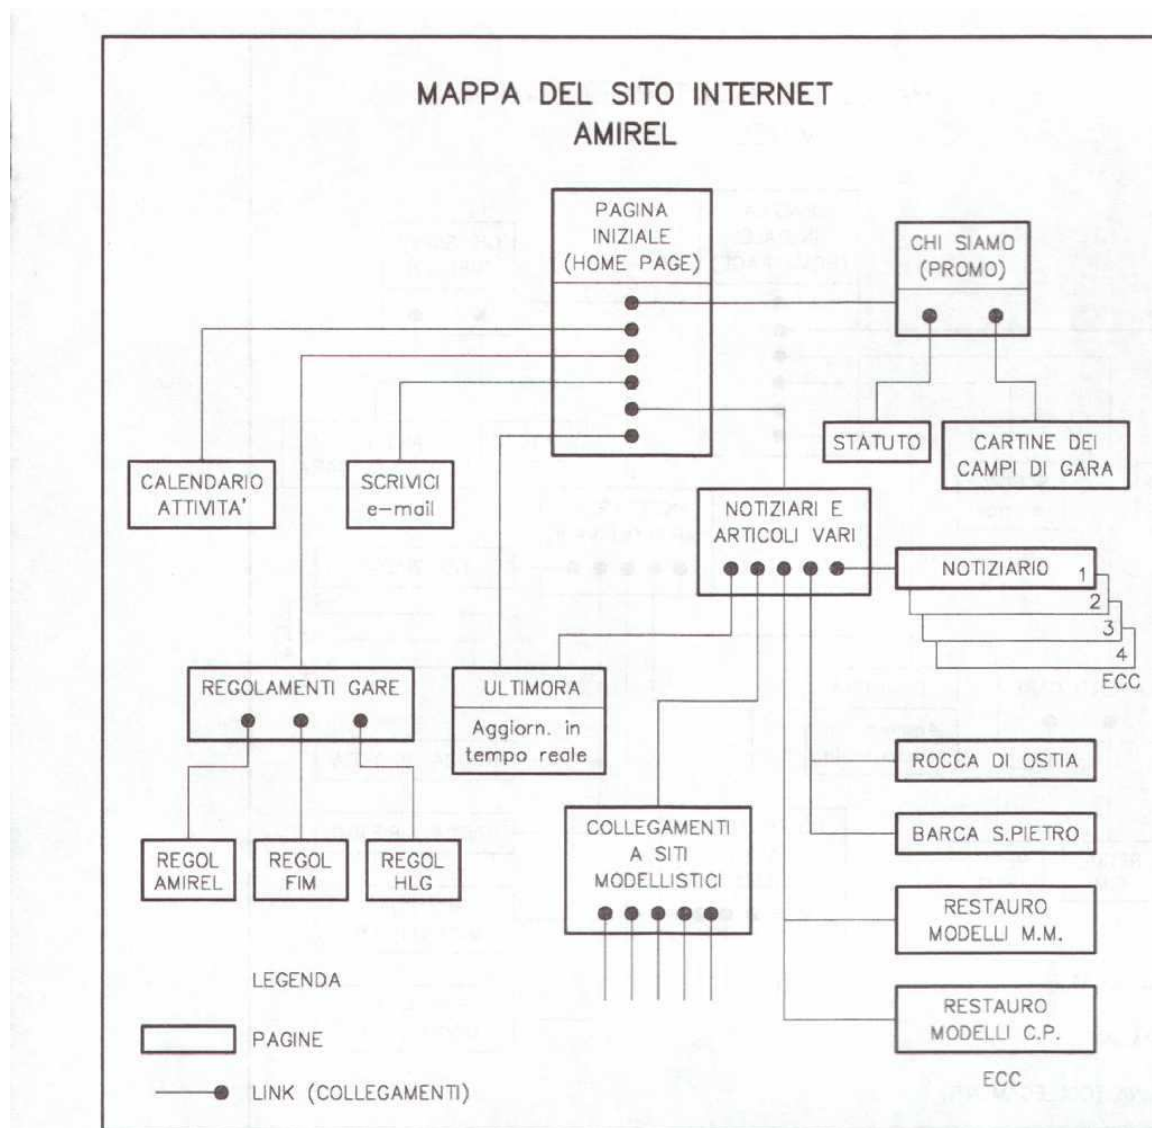 MAPPA DEL SITO INTERNET
AMIREL
PAGINA
INIZIALE
(HOME PAGE)
CHI SIAMO
(PROMO)
STATUTO
CARTINE DEI
CAMPI DI GARA
CALENDARIO
ATTIVITA'
SCRIVICI
e-mail
NOTIZIARI E
ARTICOLI VARI
NOTIZIARIO
1
2
3
4
ECC
REGOLAMENTI GARE
ULTIMORA
Aggiorn. in
tempo reale
ROCCA DI OSTIA
COLLEGAMENTI
A SITI
MODELLISTICI
BARCA S.PIETRO
REGOL
AMIREL
REGOL
FIM
REGOL
HLG
RESTAURO
MODELLI M.M.
RESTAURO
MODELLI C.P.
ECC
LEGENDA
PAGINE
LINK (COLLEGAMENTI)